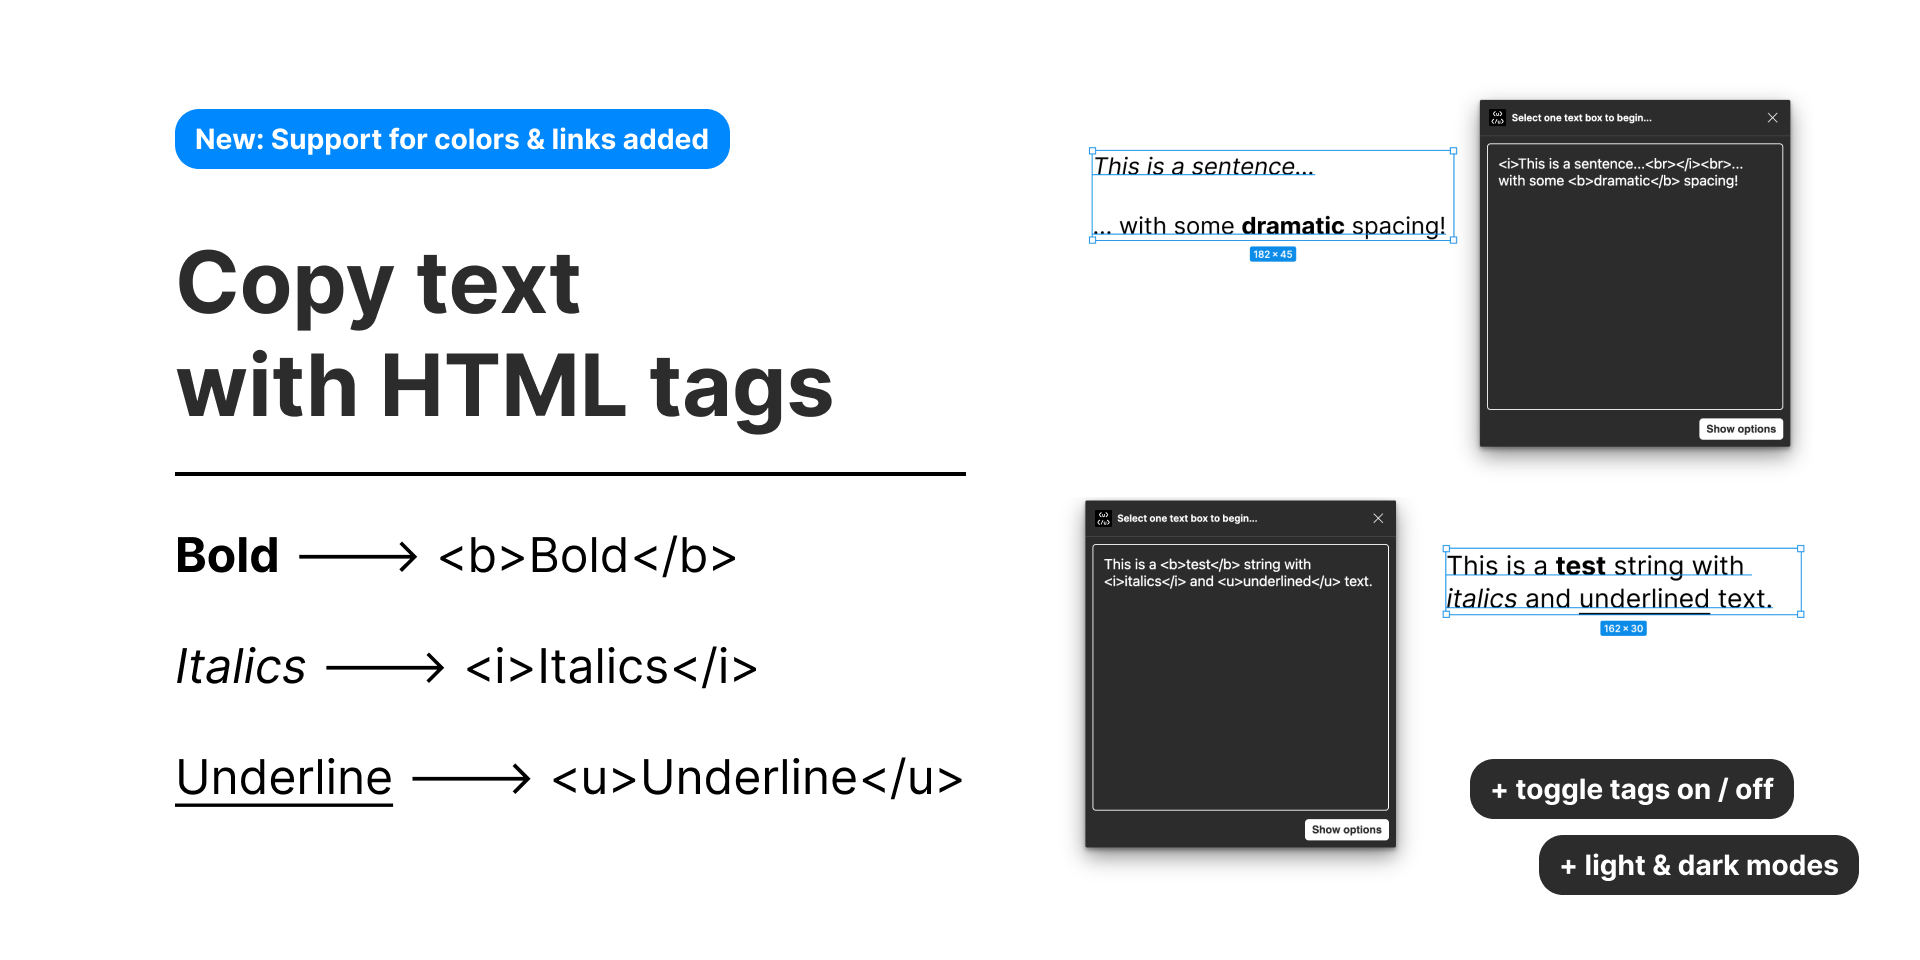 New: Support for colors & links added
Copy text
with HTML tags
Bold ⟶ <b>Bold</b>
Italics ⟶ <i>Italics</i>
Underline ⟶ <u>Underline</u>
This is a sentence...
... with some dramatic spacing!
182 × 45
<u>
</u>
Select one text box to begin...
<i>This is a sentence...<br></i><br>...
with some <b>dramatic</b> spacing!
Show options
<u>
</u>
Select one text box to begin...
This is a <b>test</b> string with
<i>italics</i> and <u>underlined</u> text.
Show options
This is a test string with
italics and underlined text.
162 × 30
+ toggle tags on / off
+ light & dark modes